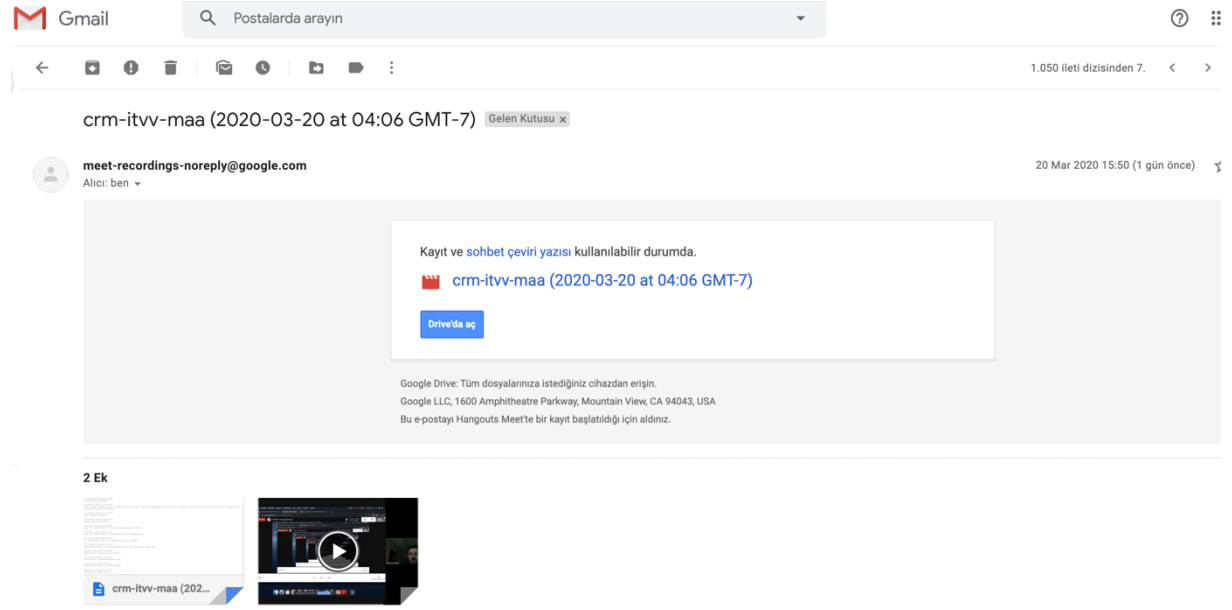 Gmail
Postalarda arayın
1.050 ileti dizisinden 7.
crm-itvv-maa (2020-03-20 at 04:06 GMT-7) Gelen Kutusu x
meet-recordings-noreply@google.com
20 Mar 2020 15:50 (1 gün önce)
Alıcı: ben
Kayıt ve sohbet çeviri yazısı kullanılabilir durumda.
crm-itvv-maa (2020-03-20 at 04:06 GMT-7)
Drive'da aç
Google Drive: Tüm dosyalarınıza istediğiniz cihazdan erişin.
Google LLC, 1600 Amphitheatre Parkway, Mountain View, CA 94043, USA
Bu e-postayı Hangouts Meet'te bir kayıt başlatıldığı için aldınız.
2 Ek
crm-itvv-maa (202...